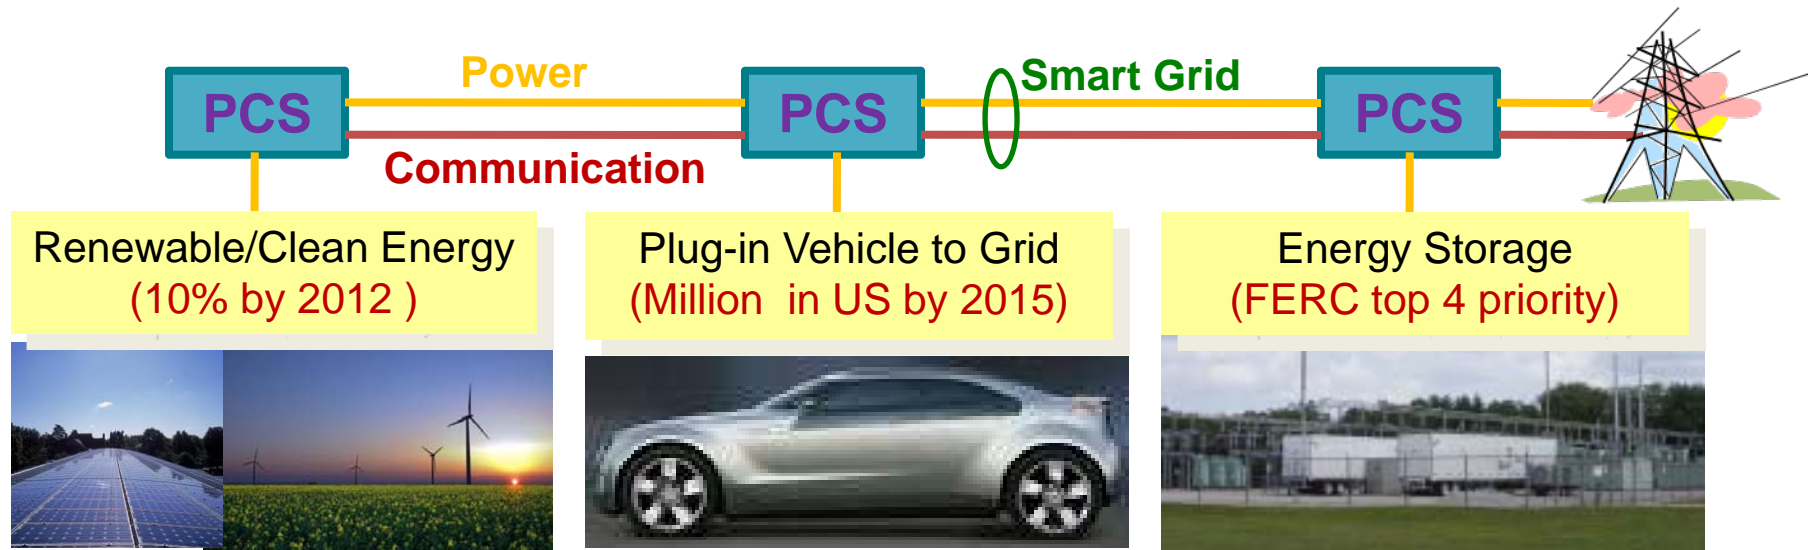 Power
Smart Grid
PCS
PCS
PCS
Communication
Renewable/Clean Energy
(10% by 2012 )
Plug-in Vehicle to Grid
(Million  in US by 2015)
Energy Storage
(FERC top 4 priority)